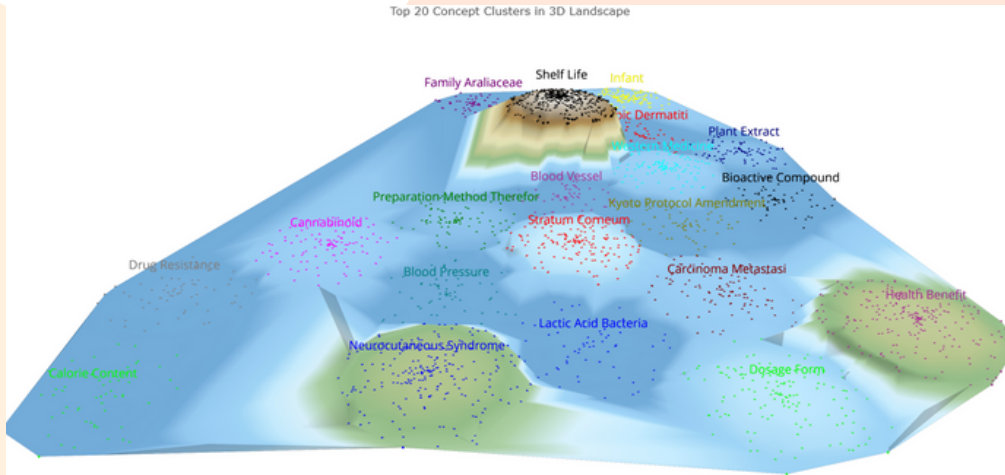 Top 20 Concept Clusters in 3D Landscape
Shelf Life
Infant
Family Araliaceae
pic Dermatiti
Plant Extract
Blood Vessel
Bioactive Compound
Preparation Method Therefor
Kyoto Protocol Amendment
Cannabinoid
Stratum Corneum
Drug Resistance
Blood Pressure
Carcinoma Metastasi
Health Benefit
Lactic Acid Bacteria
Neurocutaneous Syndrome
Calorie Content
Dosage Form